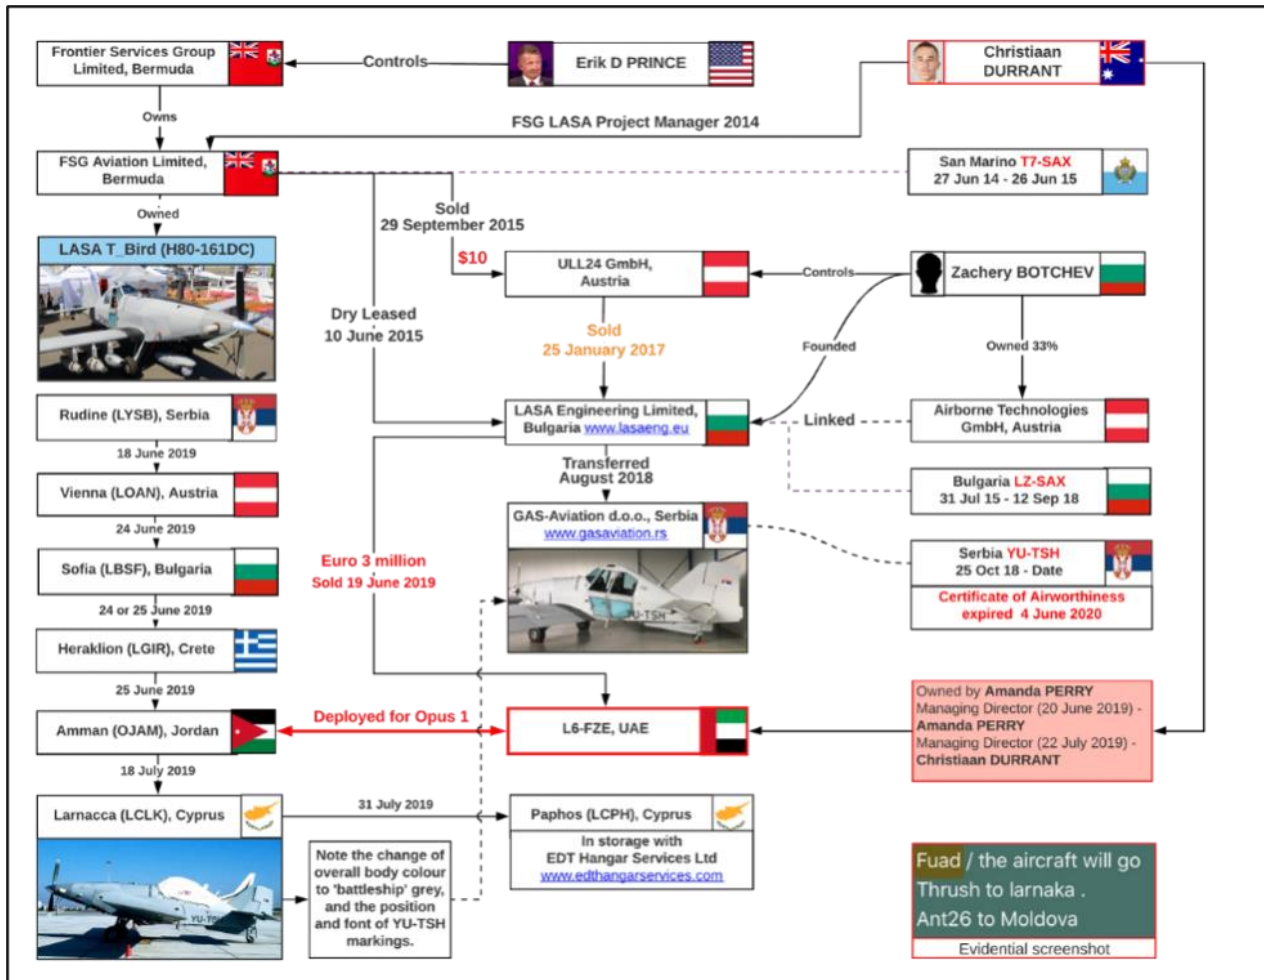 Frontier Services Group
Limited, Bermuda
Controls
Erik D PRINCE
Christiaan
DURRANT
Owns
FSG LASA Project Manager 2014
FSG Aviation Limited,
Bermuda
San Marino T7-SAX
27 Jun 14 - 26 Jun 15
Owned
Sold
29 September 2015
LASA T_Bird (H80-161DC)
$10
ULL24 GmbH,
Austria
Controls
Zachery BOTCHEV
Dry Leased
10 June 2015
Sold
25 January 2017
Founded
Owned 33%
Rudine (LYSB), Serbia
LASA Engineering Limited,
Bulgaria www.lasaeng.eu
Linked
Airborne Technologies
GmbH, Austria
18 June 2019
Transferred
August 2018
Vienna (LOAN), Austria
Bulgaria LZ-SAX
31 Jul 15 - 12 Sep 18
24 June 2019
GAS-Aviation d.o.o., Serbia
www.gasaviation.rs
Sofia (LBSF), Bulgaria
Euro 3 million
Sold 19 June 2019
Serbia YU-TSH
25 Oct 18 - Date
Certificate of Airworthiness
expired 4 June 2020
YU-TSH
24 or 25 June 2019
Heraklion (LGIR), Crete
25 June 2019
Amman (OJAM), Jordan
Deployed for Opus 1
L6-FZE, UAE
Owned by Amanda PERRY
Managing Director (20 June 2019) -
Amanda PERRY
Managing Director (22 July 2019) -
Christiaan DURRANT
18 July 2019
Larnacca (LCLK), Cyprus
31 July 2019
Paphos (LCPH), Cyprus
In storage with
EDT Hangar Services Ltd
www.edthangarservices.com
YU-TSH
Note the change of
overall body colour
to 'battleship' grey,
and the position
and font of YU-TSH
markings.
Fuad / the aircraft will go
Thrush to larnaka .
Ant26 to Moldova
Evidential screenshot